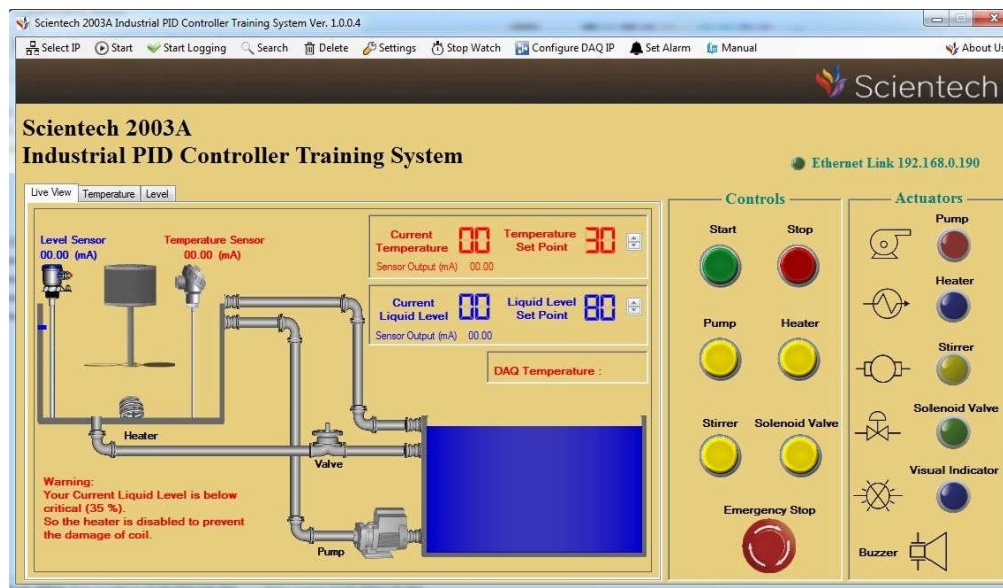 Scientech 2003A Industrial PID Controller Training System Ver. 1.0.0.4
Select IP Start Start Logging Search Delete Settings Stop Watch Configure DAQ IP Set Alarm Manual About Us
Scientech
Scientech 2003A
Industrial PID Controller Training System
Ethernet Link 192.168.0.190
Live View Temperature Level
Level Sensor
00.00 (mA)
Temperature Sensor
00.00 (mA)
Current
Temperature
00
Temperature
Set Point
30
Sensor Output (mA) 00.00
Current
Liquid Level
00
Liquid Level
Set Point
80
Sensor Output (mA) 00.00
DAQ Temperature :
Heater
Valve
Pump
Warning:
Your Current Liquid Level is below
critical (35 %).
So the heater is disabled to prevent
the damage of coil.
Controls
Start Stop
Pump Heater
Stirrer Solenoid Valve
Emergency Stop
Actuators
Pump
Heater
Stirrer
Solenoid Valve
Visual Indicator
Buzzer